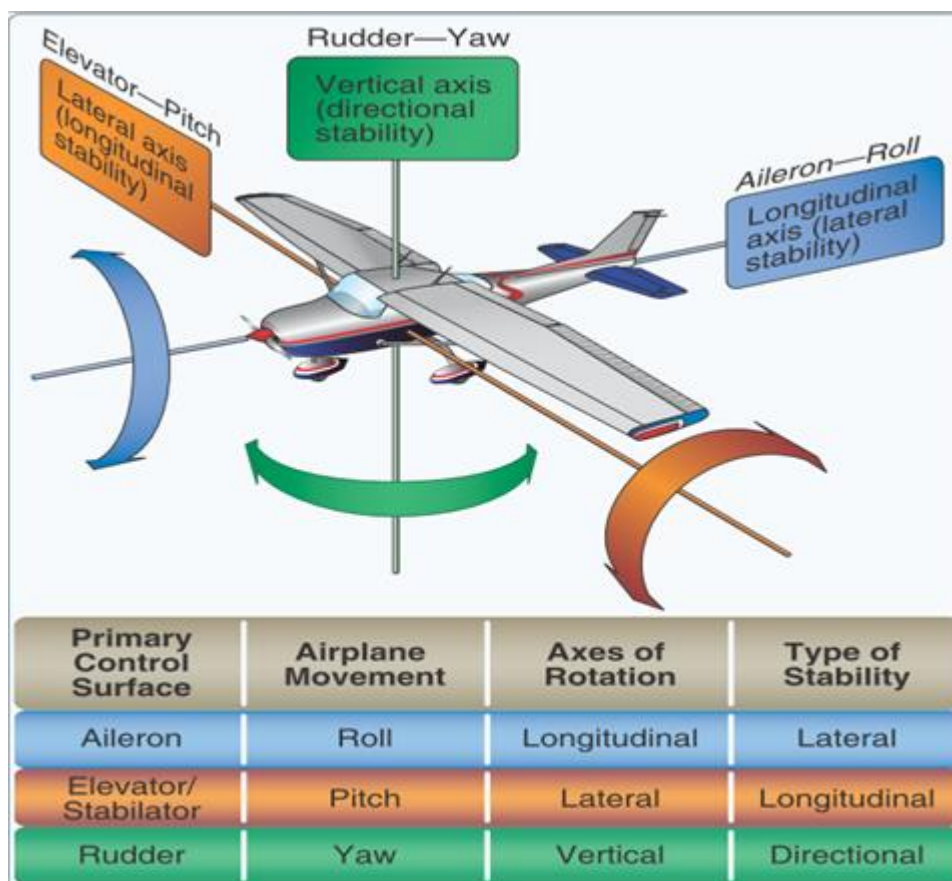 Elevator—Pitch
Lateral axis
(longitudinal
stability)
Rudder—Yaw
Vertical axis
(directional
stability)
Aileron—Roll
Longitudinal
axis (lateral
stability)
Primary
Control
Surface
Airplane
Movement
Axes of
Rotation
Type of
Stability
Aileron
Roll
Longitudinal
Lateral
Elevator/
Stabilator
Pitch
Lateral
Longitudinal
Rudder
Yaw
Vertical
Directional